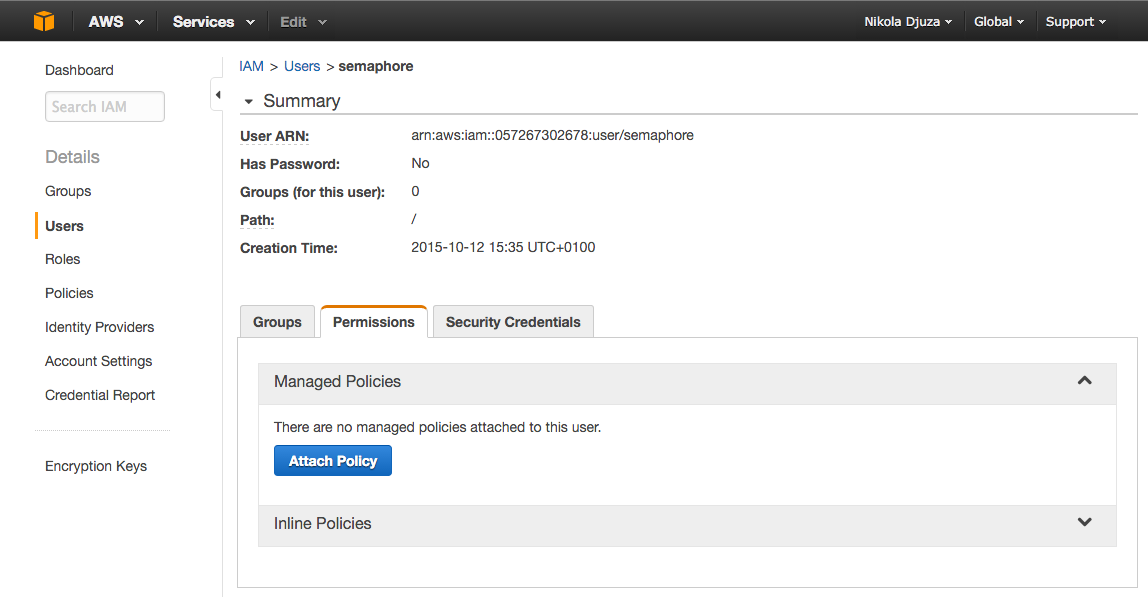 AWS Services Edit Nikola Djuza Global Support
Dashboard
Search IAM
Details
Groups
Users
Roles
Policies
Identity Providers
Account Settings
Credential Report
Encryption Keys
IAM > Users > semaphore
Summary
User ARN: arn:aws:iam::057267302678:user/semaphore
Has Password: No
Groups (for this user): 0
Path: /
Creation Time: 2015-10-12 15:35 UTC+0100
Groups Permissions Security Credentials
Managed Policies
There are no managed policies attached to this user.
Attach Policy
Inline Policies